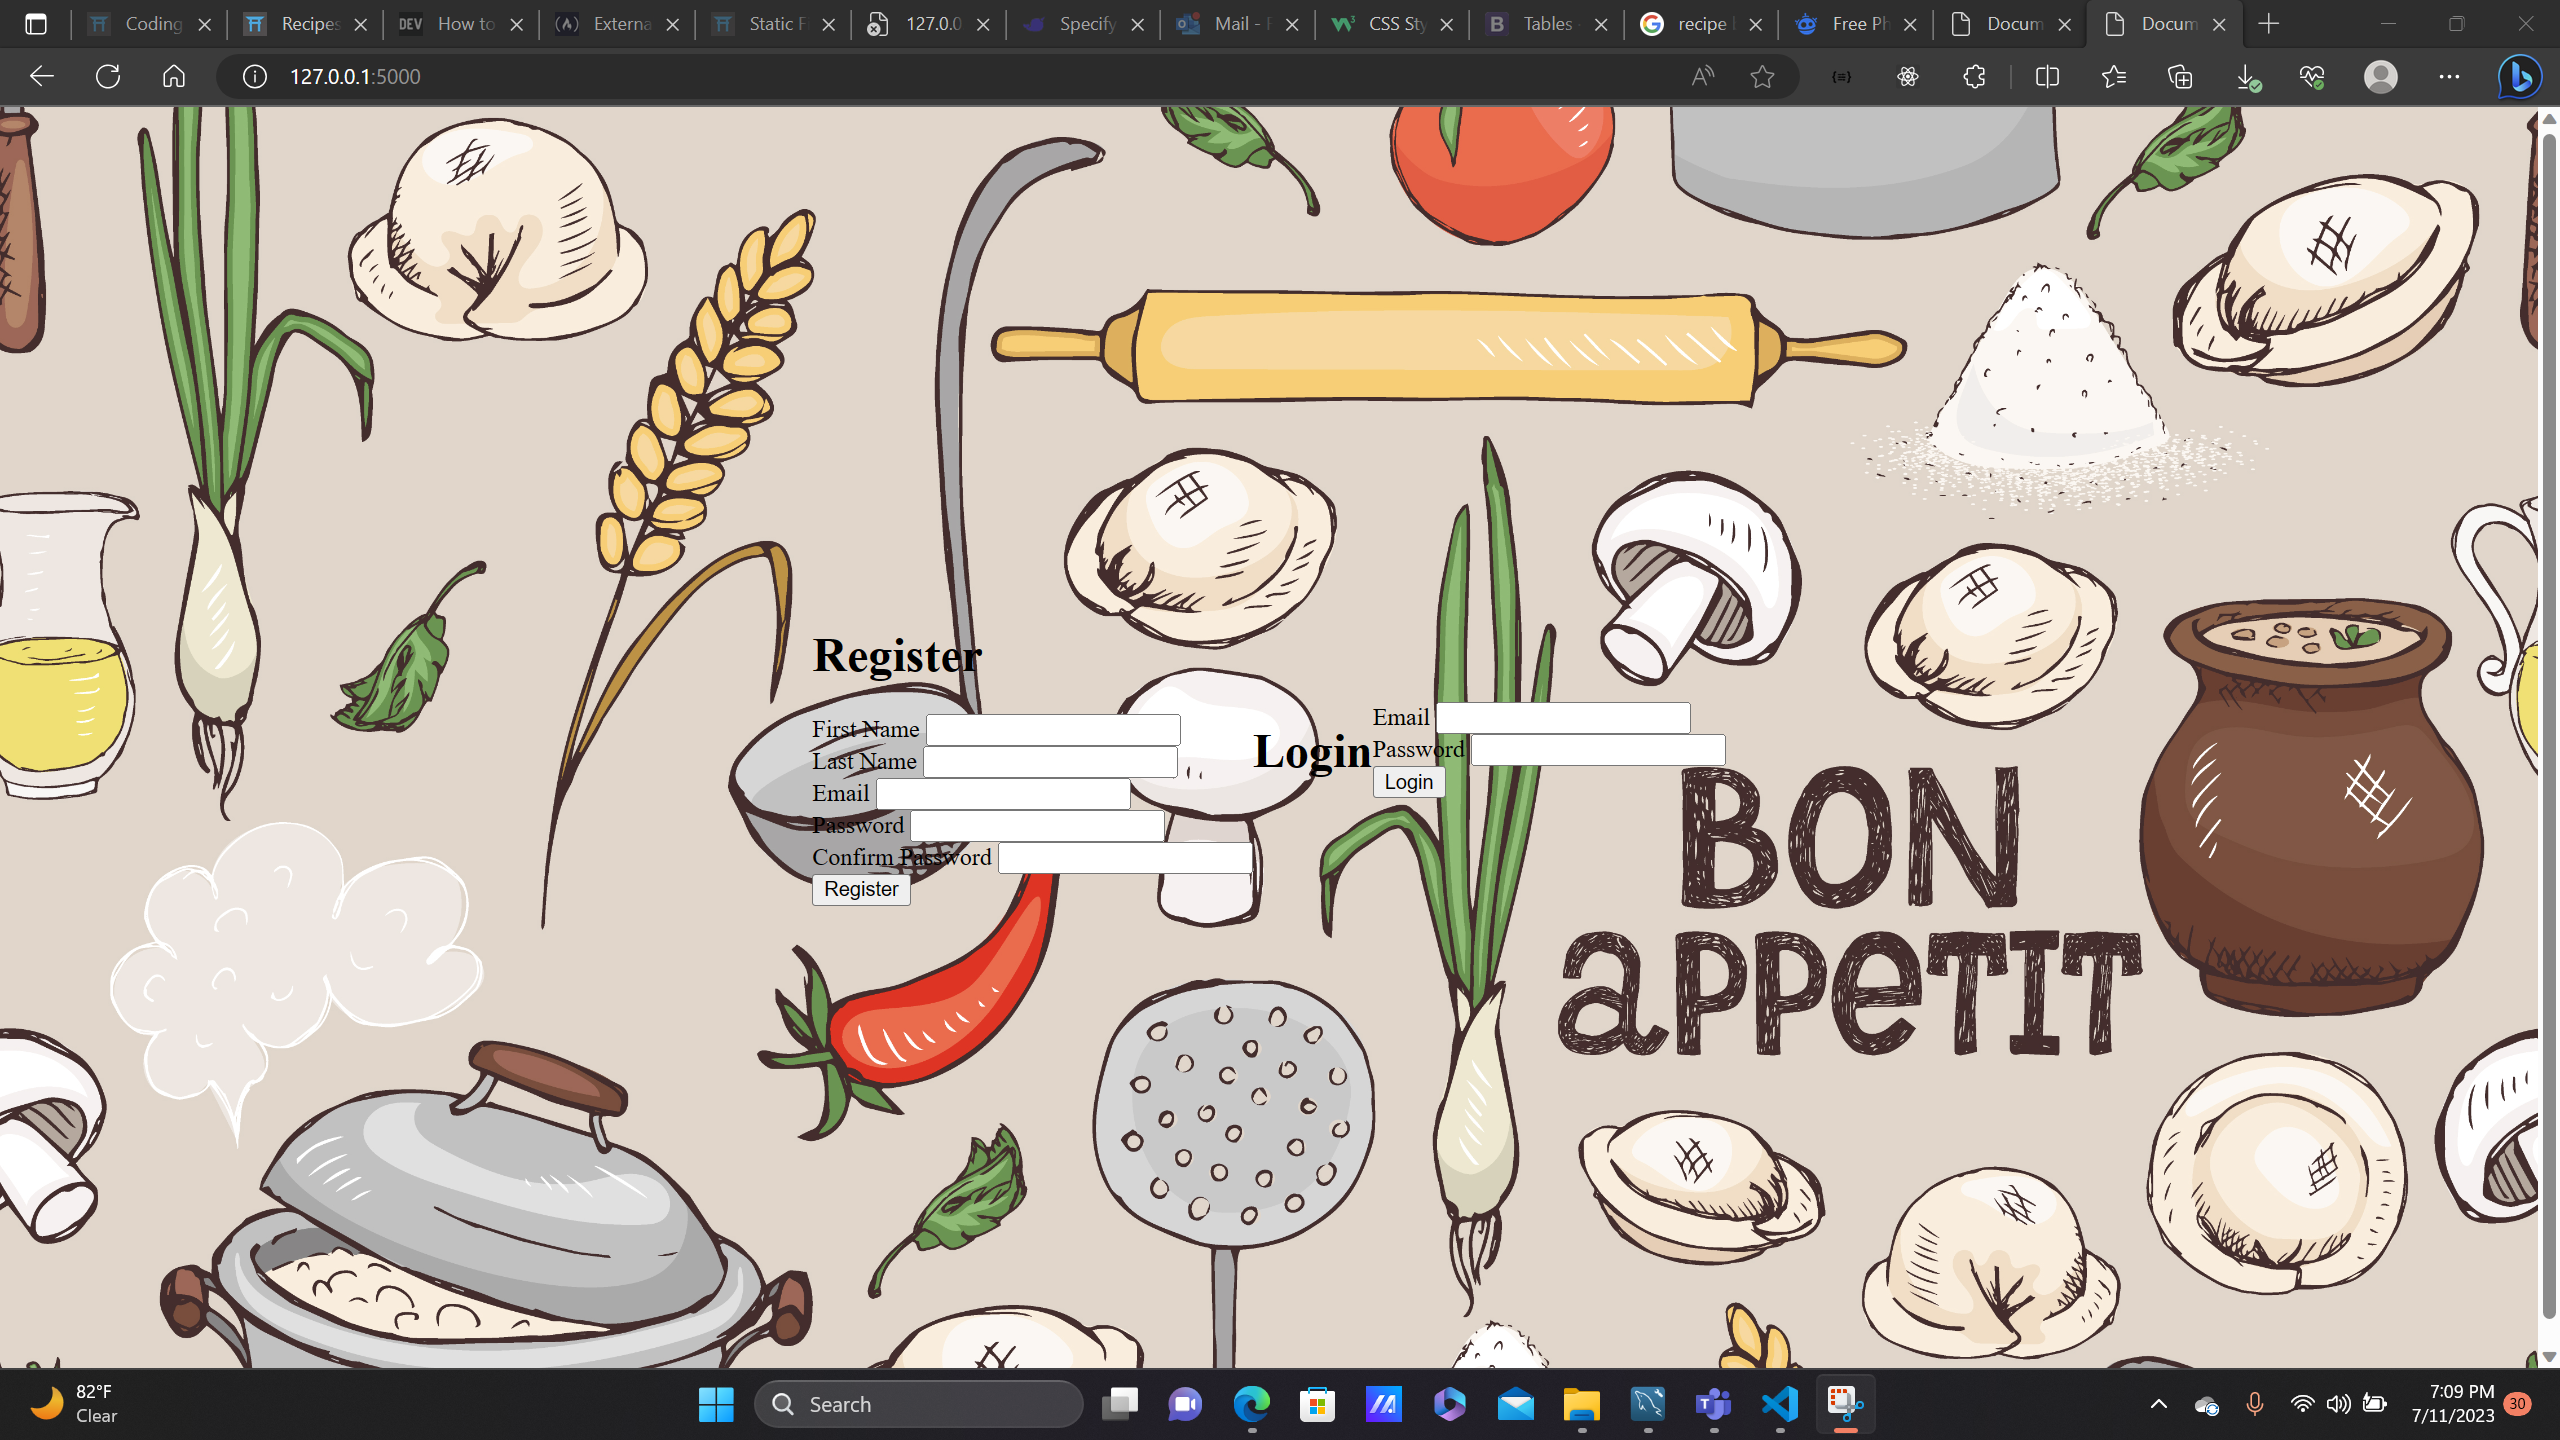 Coding
Recipes
DEV How to
Externa
Static Fi
127.0.0
Specify
Mail - F
CSS Sty
Tables -
recipe l
Free Ph
Docum
Docum
127.0.0.1:5000
Register
First Name
Last Name
Email
Password
Confirm Password
Register
Login
Email
Password
Login
BON
aPPeTIT
82°F
Clear
Search
7:09 PM
7/11/2023
30